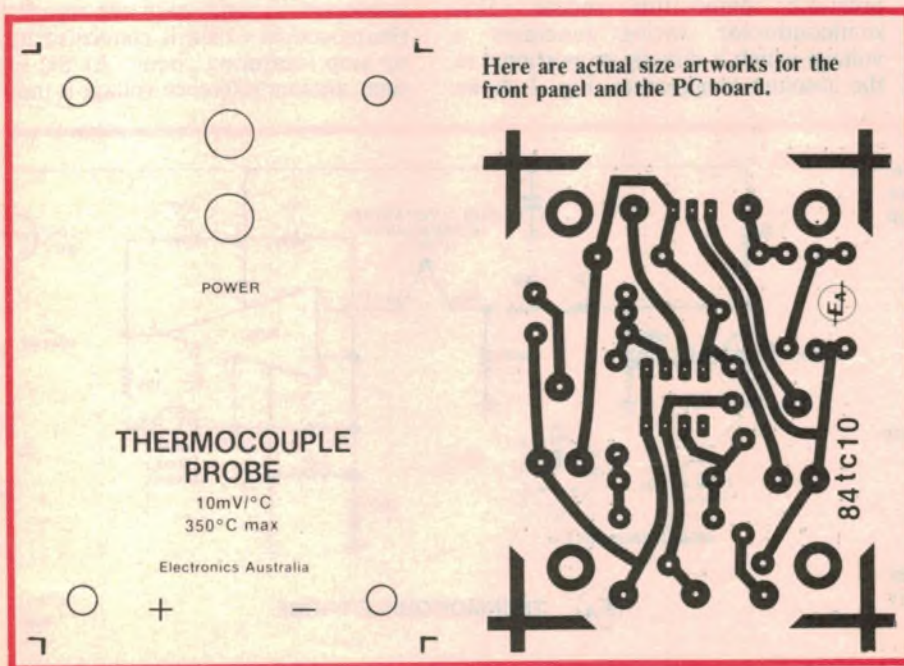 Here are actual size artworks for the
front panel and the PC board.
POWER
THERMOCOUPLE
PROBE
10mV/°C
350°C max
Electronics Australia
+ −
EA
84tc10